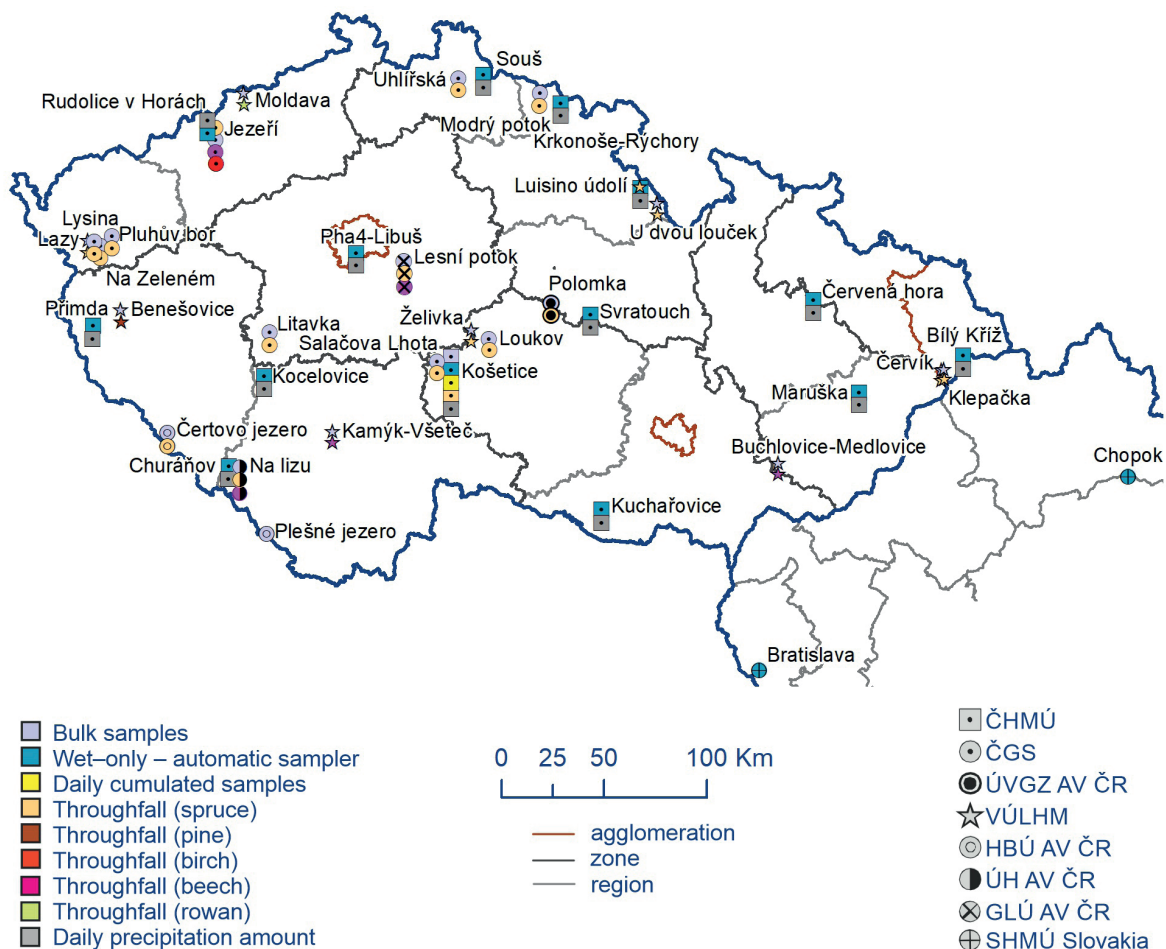 Souš
Uhlířská
Rudolice v Horách
Moldava
Jezeří
Modrý potok
Krkonoše-Rýchory
Luisino údolí
Lysina
Pluhův bor
Lazy
U dvou louček
Pha4-Libuš
Lesní potok
Na Zeleném
Polomka
Červená hora
Přimda
Benešovice
Svratouch
Želivka
Litavka
Loukov
Salačova Lhota
Bílý Kříž
Červík
Košetice
Kocelovice
Maruška
Klepačka
Čertovo jezero
Kamýk-Všeteč
Buchlovice-Medlovice
Chopok
Churáňov
Na lizu
Kuchařovice
Plešné jezero
Bratislava
Bulk samples
Wet–only – automatic sampler
Daily cumulated samples
Throughfall (spruce)
Throughfall (pine)
Throughfall (birch)
Throughfall (beech)
Throughfall (rowan)
Daily precipitation amount
0 25 50 100 Km
agglomeration
zone
region
ČHMÚ
ČGS
ÚVGZ AV ČR
VÚLHM
HBÚ AV ČR
ÚH AV ČR
GLÚ AV ČR
SHMÚ Slovakia